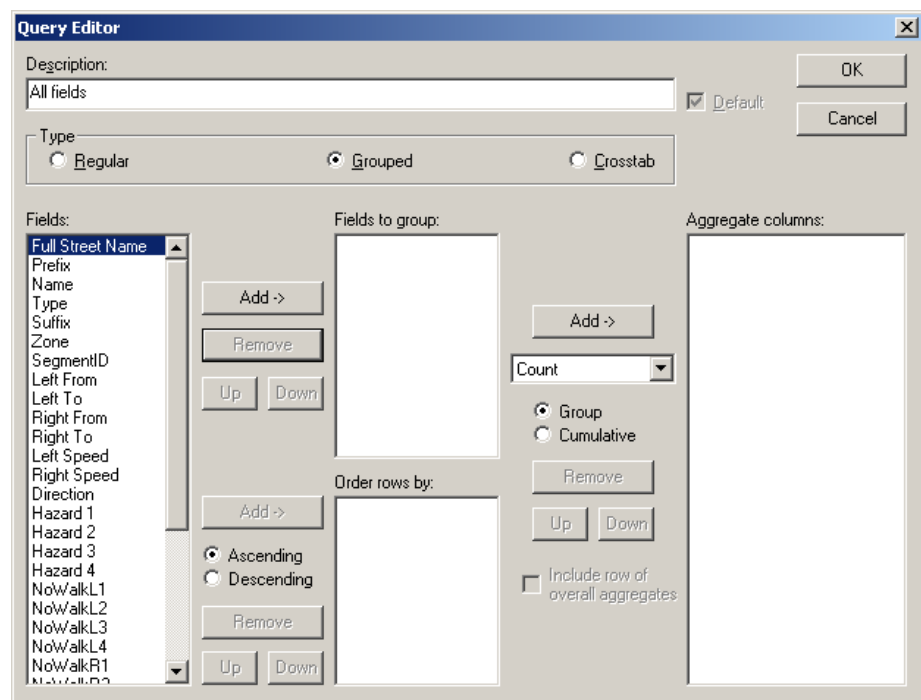 Query Editor
Description:
OK
All fields
Default
Cancel
Type
Regular
Grouped
Crosstab
Fields:
Fields to group:
Aggregate columns:
Full Street Name
Prefix
Name
Type
Suffix
Zone
SegmentID
Left From
Left To
Right From
Right To
Left Speed
Right Speed
Direction
Hazard 1
Hazard 2
Hazard 3
Hazard 4
NoWalkL1
NoWalkL2
NoWalkL3
NoWalkL4
NoWalkR1
Add ->
Remove
Up
Down
Add ->
Ascending
Descending
Remove
Up
Down
Order rows by:
Add ->
Count
Group
Cumulative
Remove
Up
Down
Include row of
overall aggregates